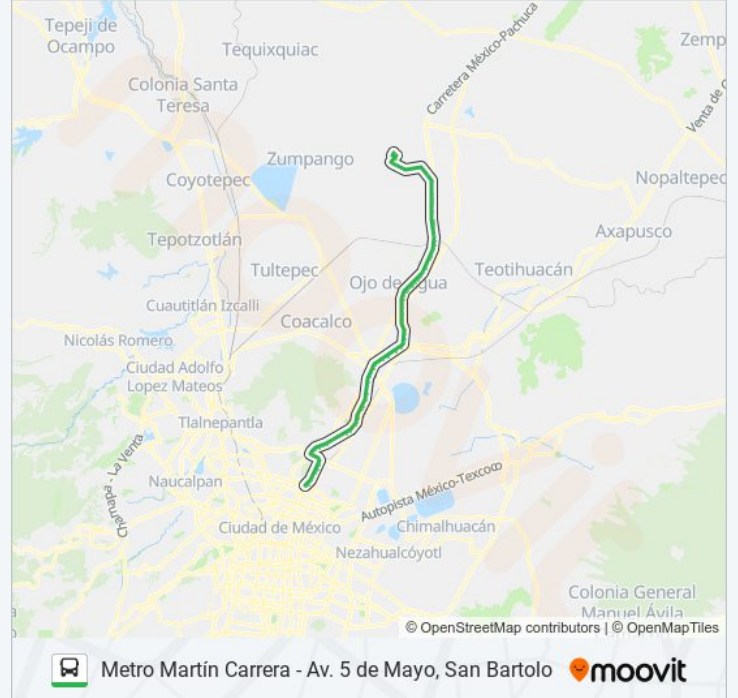 Tepeji de
Ocampo
Tequixquiac
Carretera México-Pachuca
Zemp
Colonia Santa
Teresa
Venta de
Zumpango
Coyotepec
Nopaltepec
Axapusco
Tepotzotlán
Tultepec
Teotihuacán
Ojo de Agua
Cuautitlán Izcalli
Coacalco
Nicolás Romero
Ciudad Adolfo
Lopez Mateos
Tlalnepantla
Chamapa - La Venta
Naucalpan
Autopista México-Texcoco
Ciudad de México
Chimalhuacán
Nezahualcóyotl
Colonia General
Manuel Ávila
© OpenStreetMap contributors | © OpenMapTiles
Metro Martín Carrera - Av. 5 de Mayo, San Bartolo
moovit